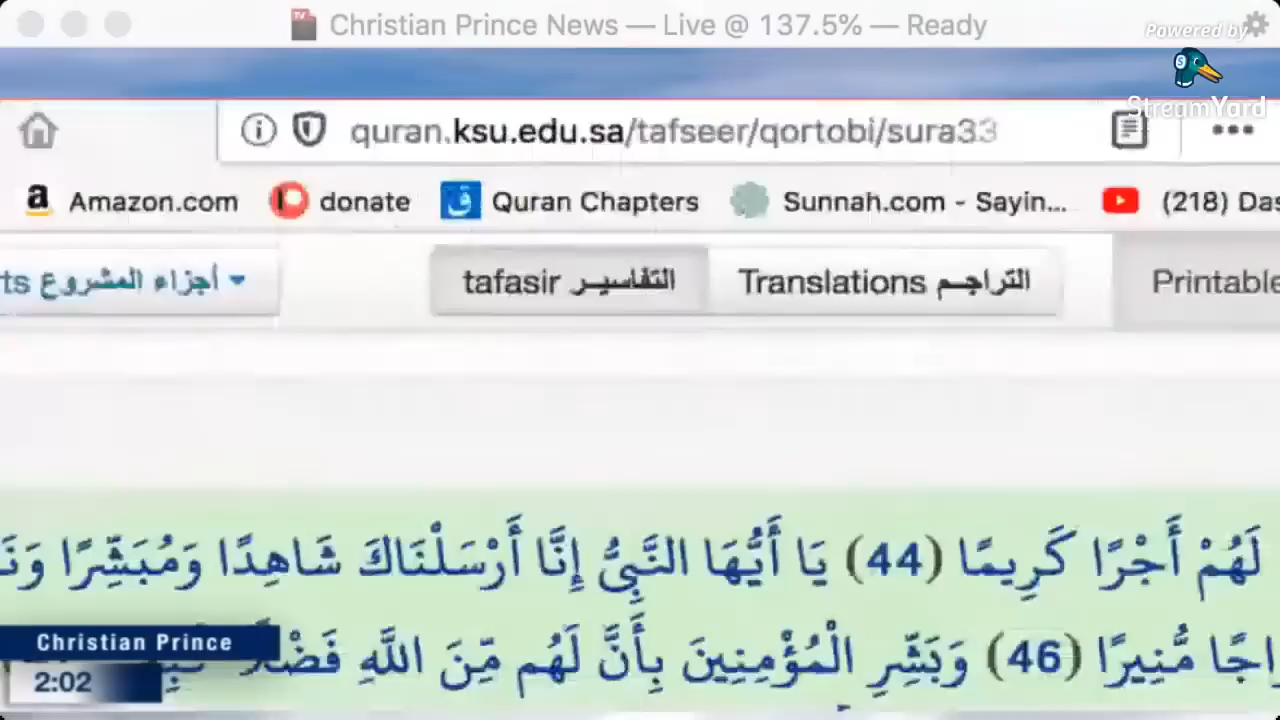 Christian Prince News — Live @ 137.5% — Ready
Powered by
StreamYard
quran.ksu.edu.sa/tafseer/qortobi/sura33
Amazon.com donate Quran Chapters Sunnah.com - Sayin... (218) Das
ts أجزاء المشروع tafasir التفاسير Translations التراجم Printable
لَهُمْ أَجْرًا كَرِيمًا (44) يَا أَيُّهَا النَّبِيُّ إِنَّا أَرْسَلْنَاكَ شَاهِدًا وَمُبَشِّرًا
مُّنِيرًا (46) وَبَشِّرِ الْمُؤْمِنِينَ بِأَنَّ لَهُم مِّنَ اللَّهِ
Christian Prince
2:02